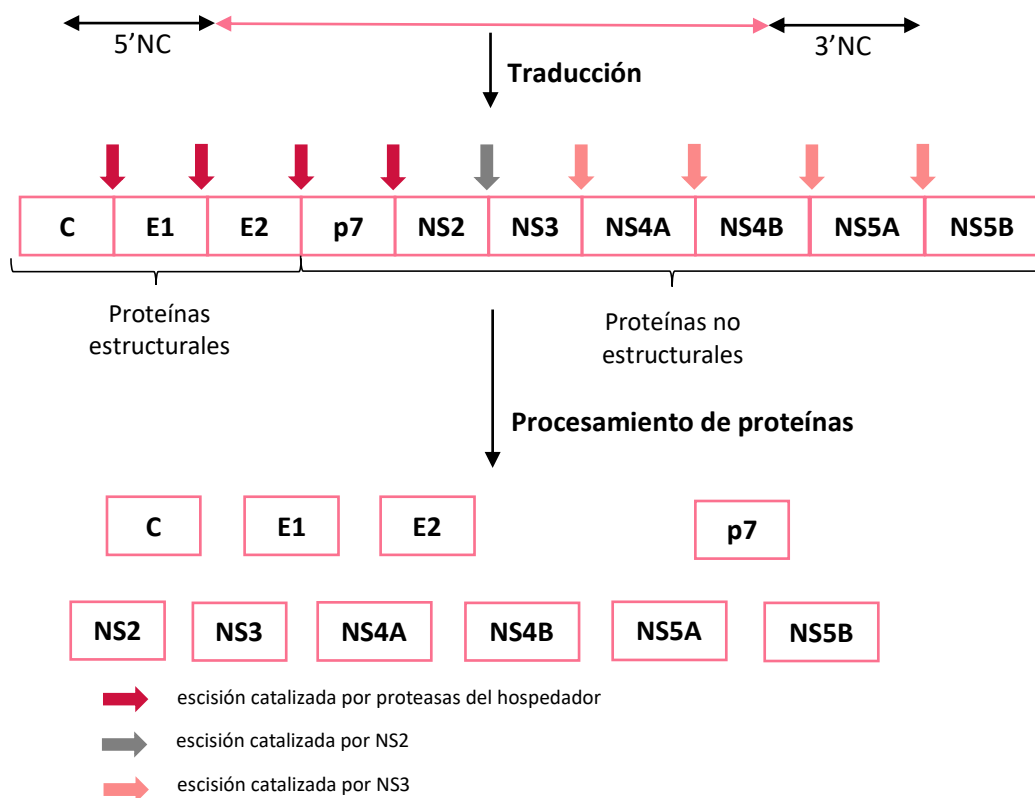 5'NC
3'NC
Traducción
C E1 E2 p7 NS2 NS3 NS4A NS4B NS5A NS5B
Proteínas
estructurales
Proteínas no
estructurales
Procesamiento de proteínas
C E1 E2 p7
NS2 NS3 NS4A NS4B NS5A NS5B
escisión catalizada por proteasas del hospedador
escisión catalizada por NS2
escisión catalizada por NS3